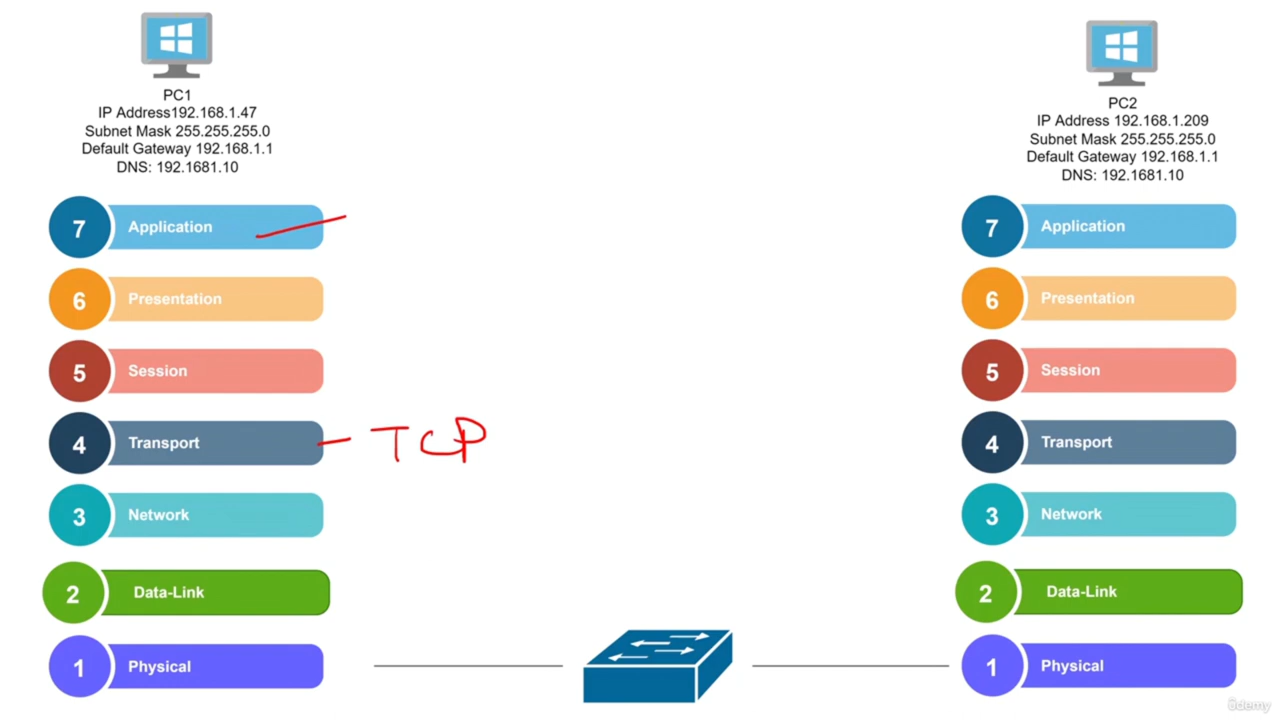 PC1
IP Address192.168.1.47
Subnet Mask 255.255.255.0
Default Gateway 192.168.1.1
DNS: 192.1681.10
7 Application
6 Presentation
5 Session
4 Transport
TCP
3 Network
2 Data-Link
1 Physical
PC2
IP Address 192.168.1.209
Subnet Mask 255.255.255.0
Default Gateway 192.168.1.1
DNS: 192.1681.10
7 Application
6 Presentation
5 Session
4 Transport
3 Network
2 Data-Link
1 Physical
ûdemy